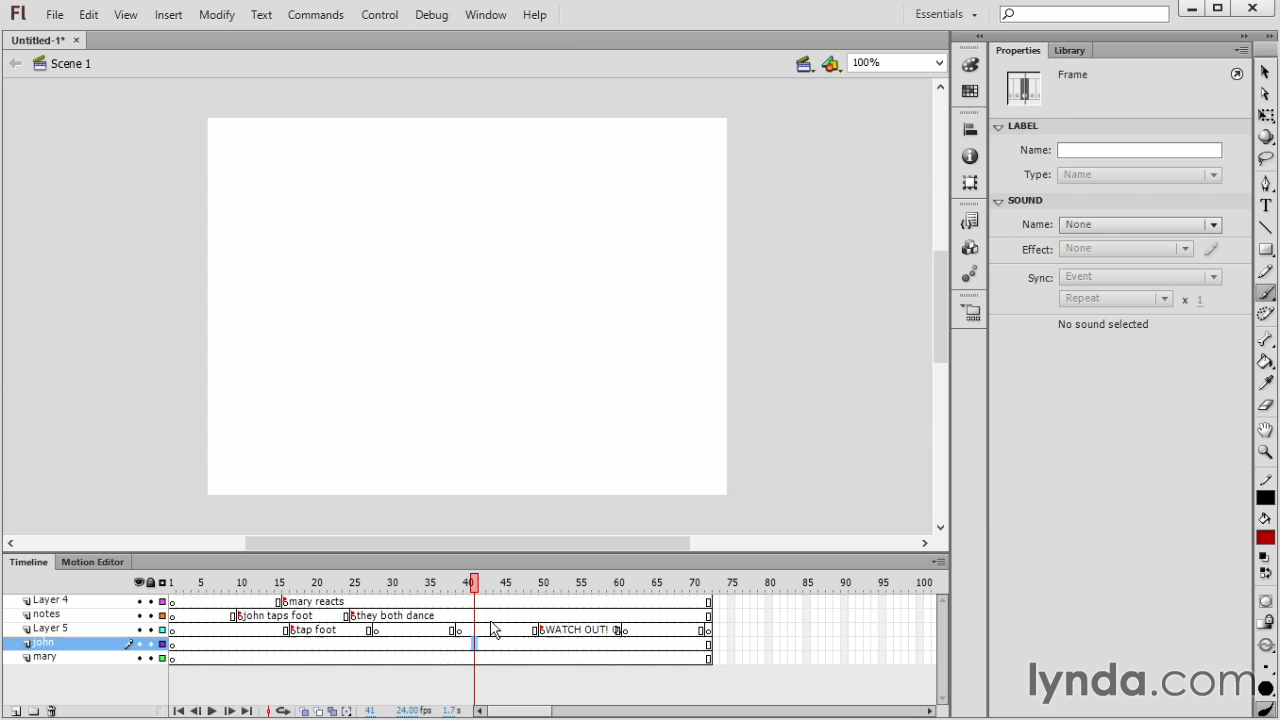 Fl File Edit View Insert Modify Text Commands Control Debug Window Help Essentials
Untitled-1* ×
Scene 1 100%
Properties Library
Frame
LABEL
Name:
Type: Name
SOUND
Name: None
Effect: None
Sync: Event
Repeat x 1
No sound selected
Timeline Motion Editor
1 5 10 15 20 25 30 35 40 45 50 55 60 65 70 75 80 85 90 95 100
Layer 4 mary reacts
notes john taps foot they both dance
Layer 5 tap foot WATCH OUT!
john
mary
41 24.00 fps 1.7 s
lynda.com